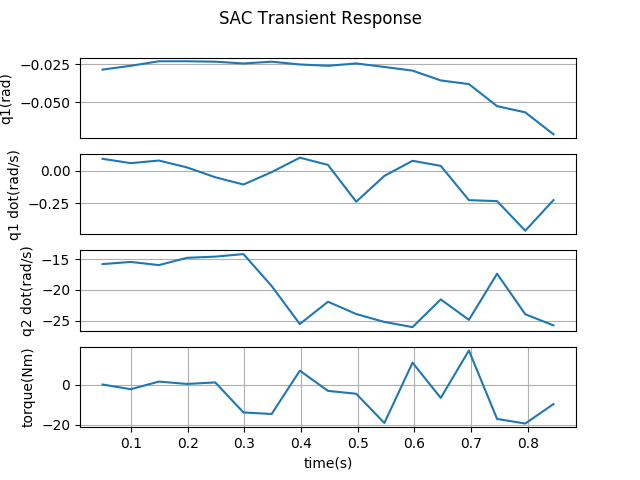 SAC Transient Response
q1(rad)
−0.025
−0.050
q1 dot(rad/s)
0.00
−0.25
q2 dot(rad/s)
−15
−20
−25
torque(Nm)
0
−20
0.1 0.2 0.3 0.4 0.5 0.6 0.7 0.8
time(s)